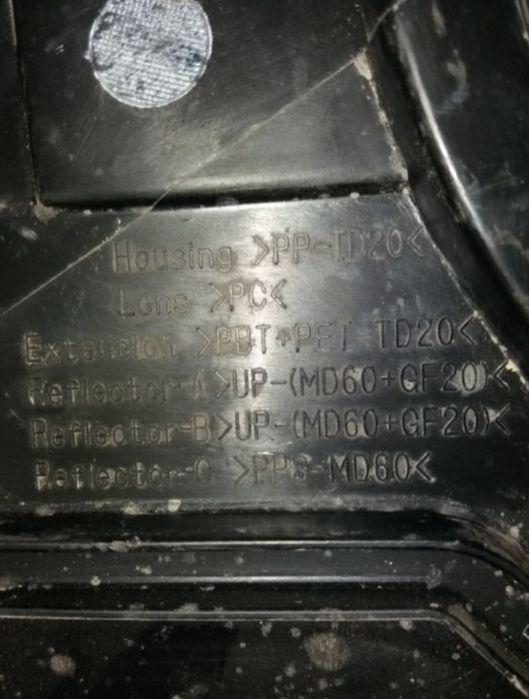 Housing >PP-TD20<
Lens >PC<
Extension >PBT+PET TD20<
Reflector-A >UP-(MD60+GF20)<
Reflector-B >UP-(MD60+GF20)<
Reflector-C >PPS-MD60<